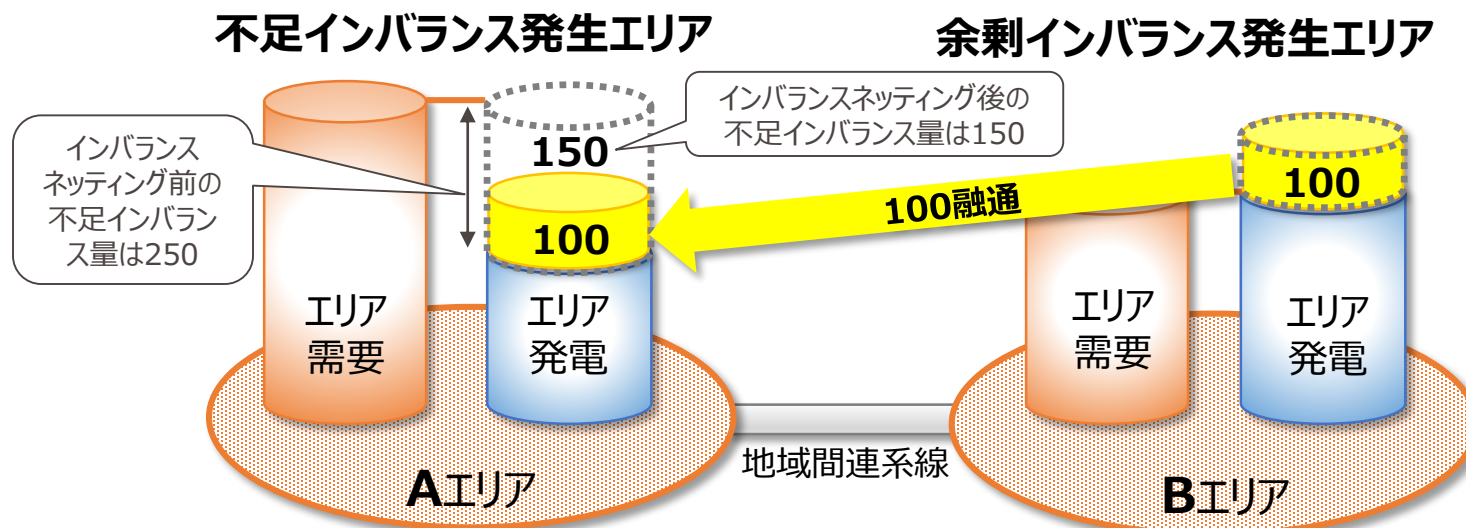 不足インバランス発生エリア
余剰インバランス発生エリア
インバランス
ネッティング前の
不足インバラン
ス量は250
インバランスネッティング後の
不足インバランス量は150
150
100
100融通
100
エリア
需要
エリア
発電
エリア
需要
エリア
発電
地域間連系線
Aエリア
Bエリア